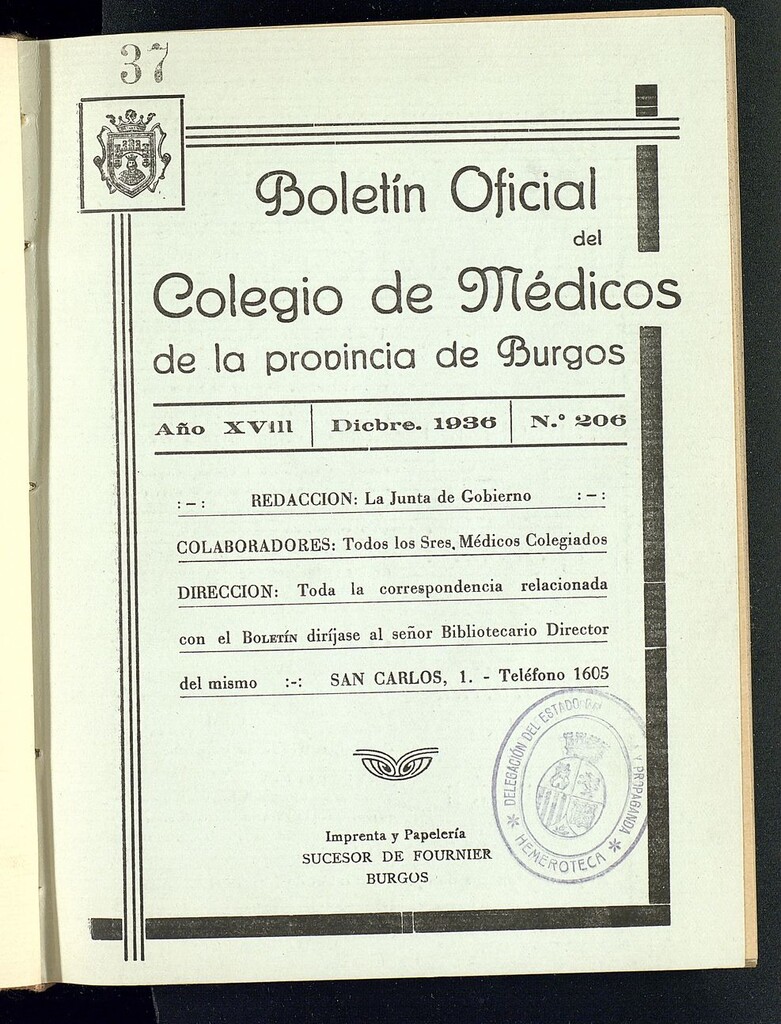 37
Boletín Oficial
del
Colegio de Médicos
de la provincia de Burgos
Año XVIII
Dicbre. 1936
N.º 206
:-: REDACCION: La Junta de Gobierno :-:
COLABORADORES: Todos los Sres. Médicos Colegiados
DIRECCION: Toda la correspondencia relacionada
con el BOLETÍN diríjase al señor Bibliotecario Director
del mismo :-: SAN CARLOS, 1. - Teléfono 1605
Imprenta y Papelería
SUCESOR DE FOURNIER
BURGOS
DELEGACIÓN DEL ESTADO
Y PROPAGANDA
* HEMEROTECA *